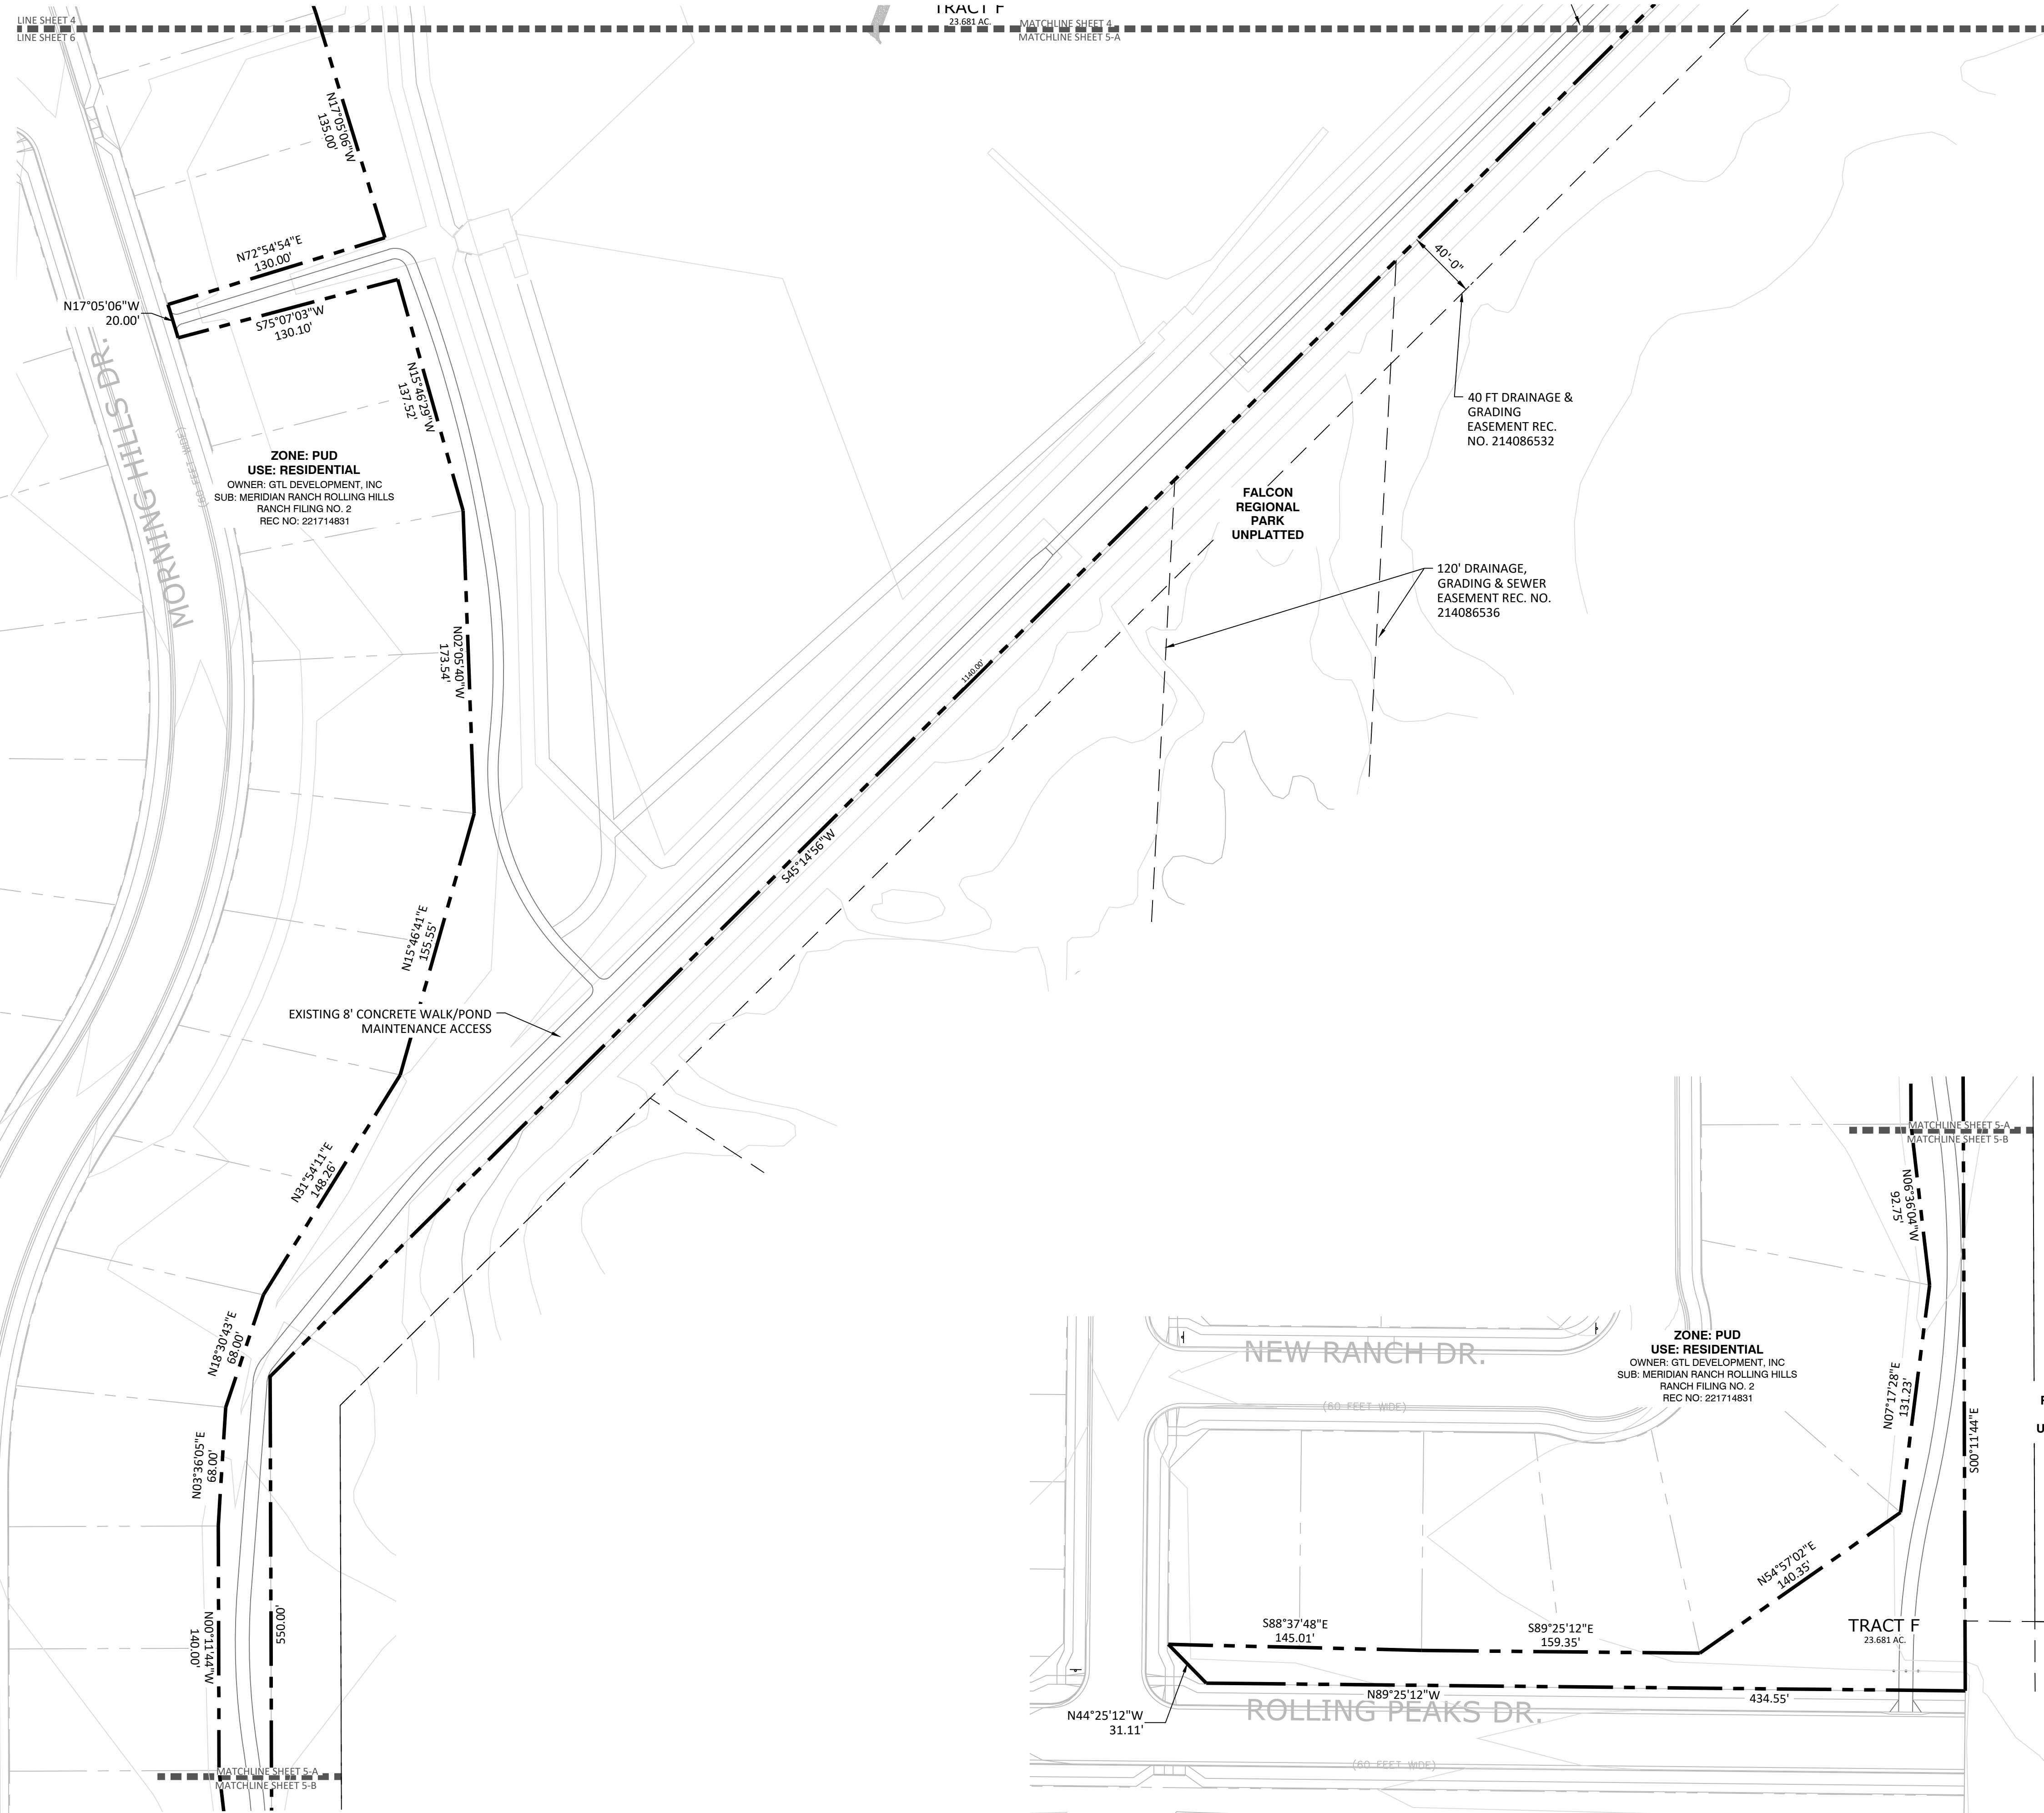 LINE SHEET 4
LINE SHEET 6
TRACT F
23.681 AC.
MATCHLINE SHEET 4
MATCHLINE SHEET 5-A
N17°05'06"W
135.00'
N72°54'54"E
130.00'
N17°05'06"W
20.00'
S75°07'03"W
130.10'
N15°46'29"W
137.52'
MORNING HILLS DR.
ZONE: PUD
USE: RESIDENTIAL
OWNER: GTL DEVELOPMENT, INC
SUB: MERIDIAN RANCH ROLLING HILLS
RANCH FILING NO. 2
REC NO: 221714831
40'-0"
40 FT DRAINAGE &
GRADING
EASEMENT REC.
NO. 214086532
FALCON
REGIONAL
PARK
UNPLATTED
120' DRAINAGE,
GRADING & SEWER
EASEMENT REC. NO.
214086536
N02°05'40"W
173.54'
1140.00'
S45°14'56"W
N15°46'41"E
155.55'
EXISTING 8' CONCRETE WALK/POND
MAINTENANCE ACCESS
N31°54'11"E
148.26'
N18°30'43"E
68.00'
N03°36'05"E
68.00'
N00°11'44"W
140.00'
550.00'
MATCHLINE SHEET 5-A
MATCHLINE SHEET 5-B
MATCHLINE SHEET 5-A
MATCHLINE SHEET 5-B
N06°36'04"W
92.75'
NEW RANCH DR.
(60 FEET WIDE)
ZONE: PUD
USE: RESIDENTIAL
OWNER: GTL DEVELOPMENT, INC
SUB: MERIDIAN RANCH ROLLING HILLS
RANCH FILING NO. 2
REC NO: 221714831
N07°17'28"E
131.23'
S00°11'44"E
N54°57'02"E
140.35'
S88°37'48"E
145.01'
S89°25'12"E
159.35'
TRACT F
23.681 AC.
N89°25'12"W
434.55'
N44°25'12"W
31.11'
ROLLING PEAKS DR.
(60 FEET WIDE)